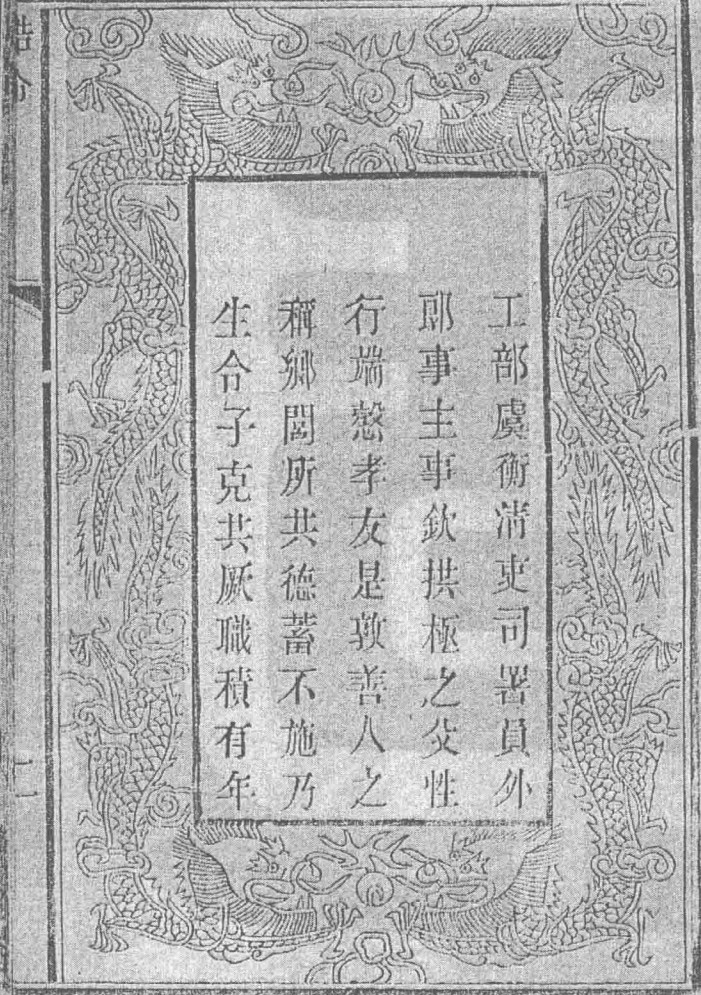 工部虞衡清吏司署員外
郎事主事欽拱極之父性
行端慤孝友是敦善人之
稱鄉閭所共德蓄不施乃
生令子克共厥職積有年
誥命